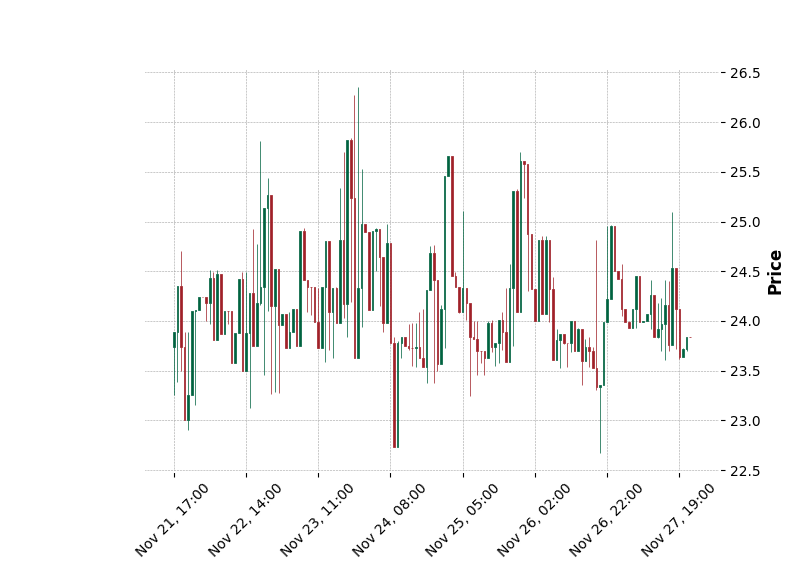 26.5
26.0
25.5
25.0
24.5
24.0
23.5
23.0
22.5
Price
Nov 21, 17:00
Nov 22, 14:00
Nov 23, 11:00
Nov 24, 08:00
Nov 25, 05:00
Nov 26, 02:00
Nov 26, 22:00
Nov 27, 19:00